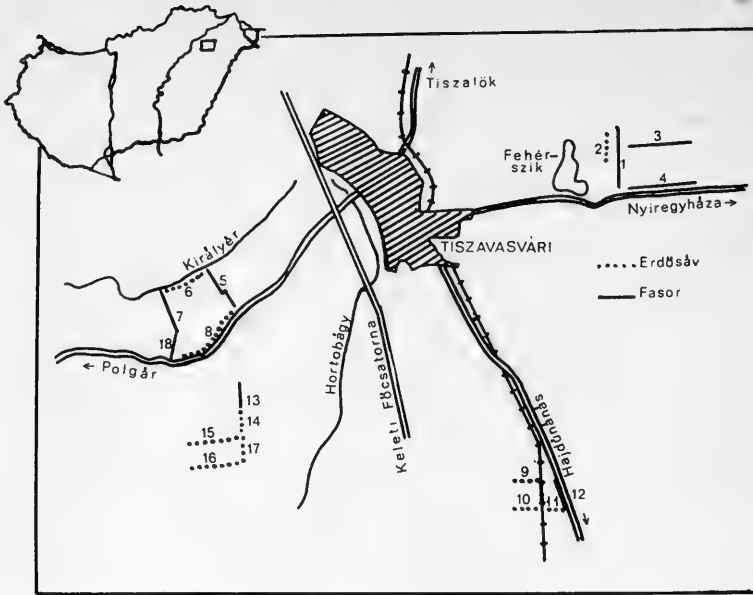 Tiszalök
Fehér-
szik
2
1
3
4
Nyiregyháza
TISZAVASVÁRI
Erdősáv
Fasor
Királyér
5
6
7
8
18
Polgár
Hortobágy
Keleti Főcsatorna
13
14
15
17
16
Hajdúnánás
9
10
11
12